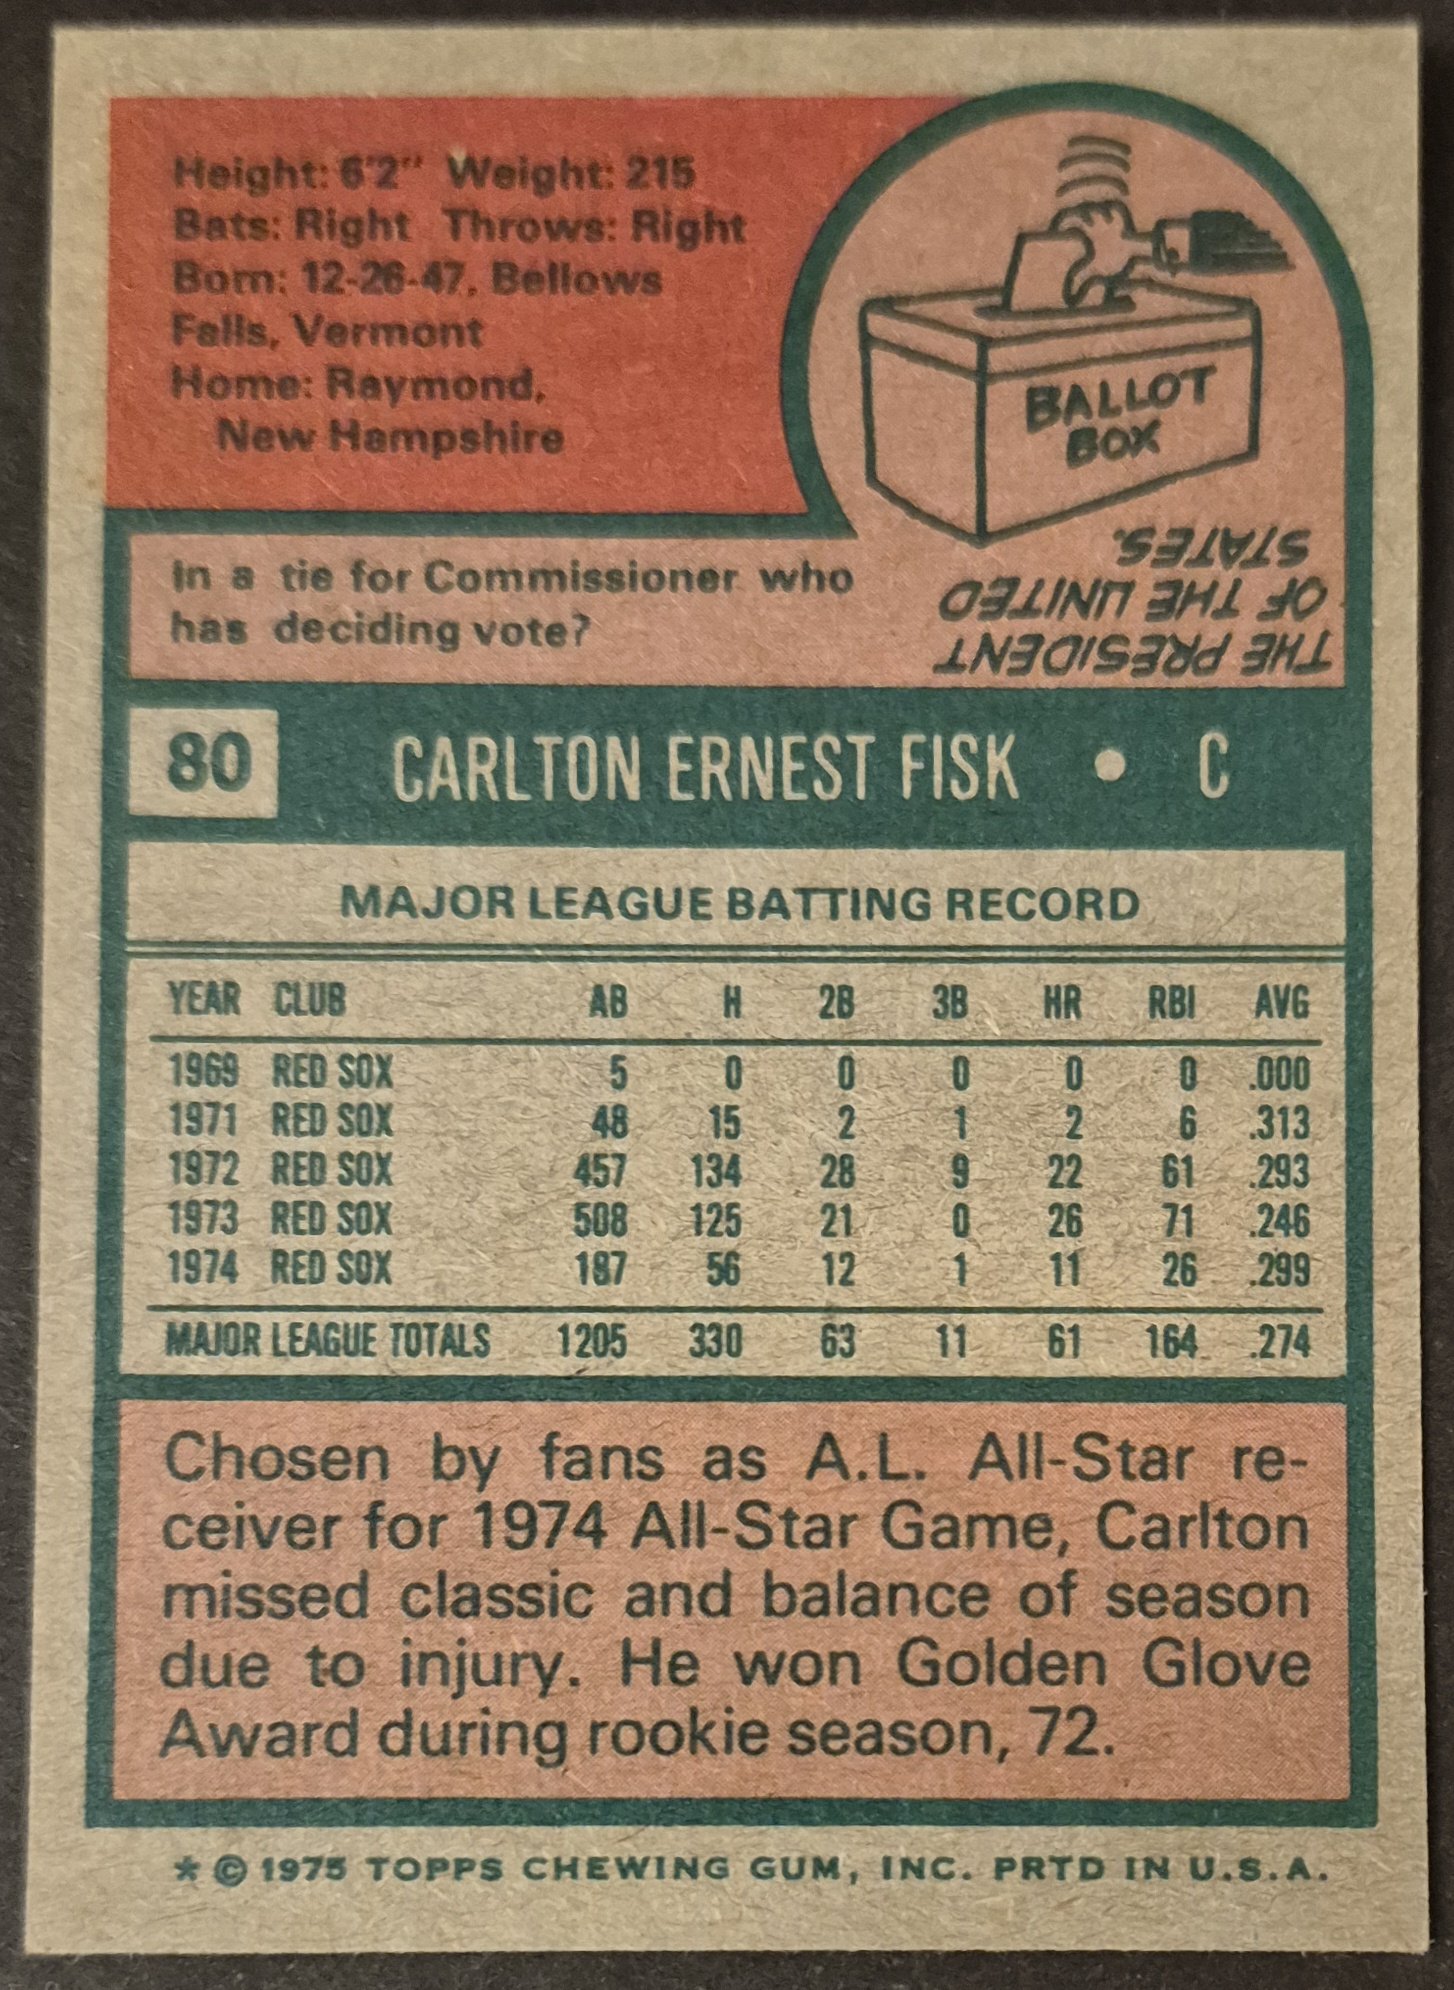 Height: 6'2" Weight: 215
Bats: Right Throws: Right
Born: 12-26-47, Bellows
Falls, Vermont
Home: Raymond,
New Hampshire
BALLOT
BOX
In a tie for Commissioner who
has deciding vote?
THE PRESIDENT
OF THE UNITED
STATES.
80 CARLTON ERNEST FISK • C
MAJOR LEAGUE BATTING RECORD
YEAR CLUB AB H 2B 3B HR RBI AVG
1969 RED SOX 5 0 0 0 0 0 .000
1971 RED SOX 48 15 2 1 2 6 .313
1972 RED SOX 457 134 28 9 22 61 .293
1973 RED SOX 508 125 21 0 26 71 .246
1974 RED SOX 187 56 12 1 11 26 .299
MAJOR LEAGUE TOTALS 1205 330 63 11 61 164 .274
Chosen by fans as A.L. All-Star re-
ceiver for 1974 All-Star Game, Carlton
missed classic and balance of season
due to injury. He won Golden Glove
Award during rookie season, 72.
* © 1975 TOPPS CHEWING GUM, INC. PRTD IN U.S.A.